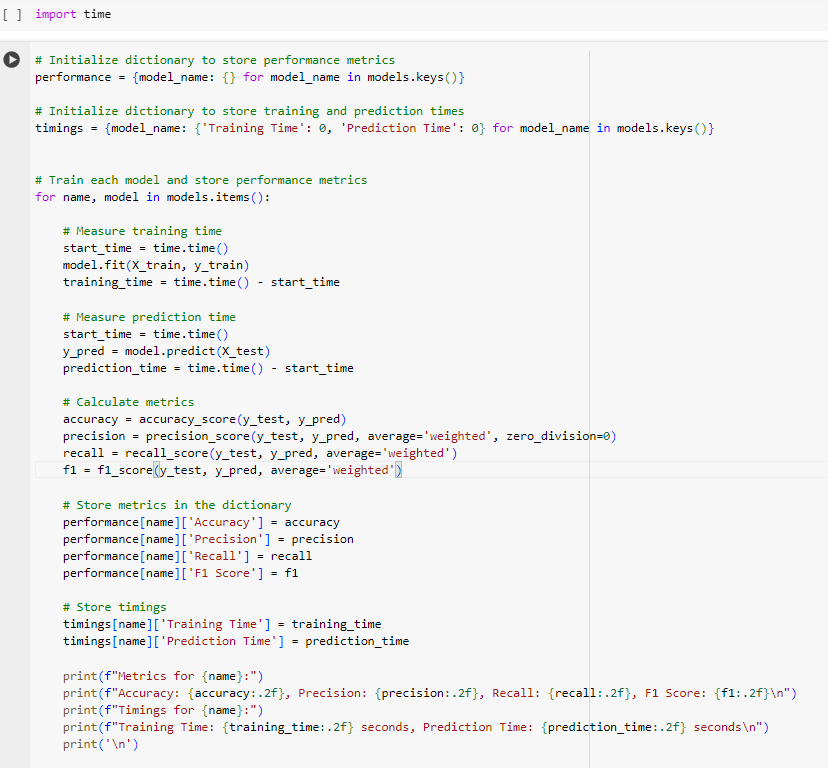 [ ] import time
# Initialize dictionary to store performance metrics
performance = {model_name: {} for model_name in models.keys()}

# Initialize dictionary to store training and prediction times
timings = {model_name: {'Training Time': 0, 'Prediction Time': 0} for model_name in models.keys()}


# Train each model and store performance metrics
for name, model in models.items():

    # Measure training time
    start_time = time.time()
    model.fit(X_train, y_train)
    training_time = time.time() - start_time

    # Measure prediction time
    start_time = time.time()
    y_pred = model.predict(X_test)
    prediction_time = time.time() - start_time

    # Calculate metrics
    accuracy = accuracy_score(y_test, y_pred)
    precision = precision_score(y_test, y_pred, average='weighted', zero_division=0)
    recall = recall_score(y_test, y_pred, average='weighted')
    f1 = f1_score(y_test, y_pred, average='weighted')

    # Store metrics in the dictionary
    performance[name]['Accuracy'] = accuracy
    performance[name]['Precision'] = precision
    performance[name]['Recall'] = recall
    performance[name]['F1 Score'] = f1

    # Store timings
    timings[name]['Training Time'] = training_time
    timings[name]['Prediction Time'] = prediction_time

    print(f"Metrics for {name}:")
    print(f"Accuracy: {accuracy:.2f}, Precision: {precision:.2f}, Recall: {recall:.2f}, F1 Score: {f1:.2f}\n")
    print(f"Timings for {name}:")
    print(f"Training Time: {training_time:.2f} seconds, Prediction Time: {prediction_time:.2f} seconds\n")
    print('\n')